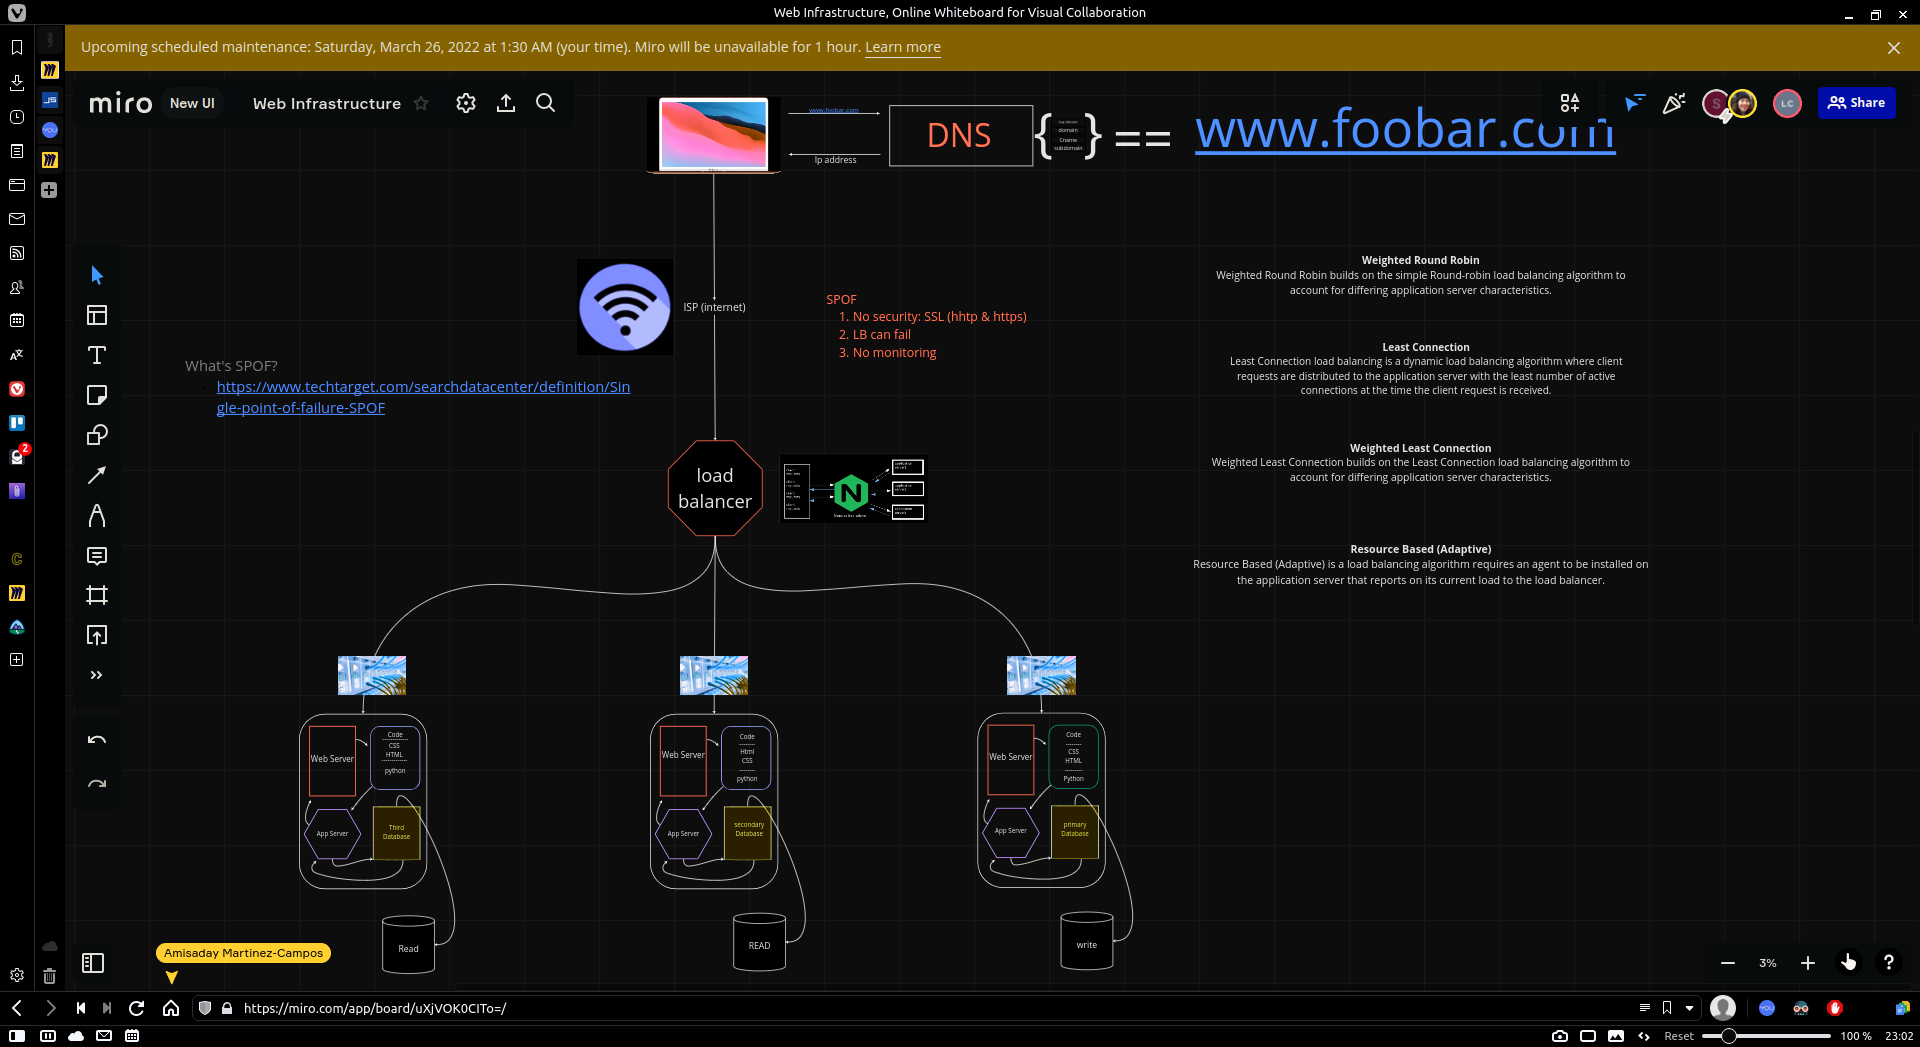 Web Infrastructure, Online Whiteboard for Visual Collaboration
Upcoming scheduled maintenance: Saturday, March 26, 2022 at 1:30 AM (your time). Miro will be unavailable for 1 hour. Learn more
miro
New UI
Web Infrastructure
S
LC
Share
www.foobar.com
Ip address
DNS
{
domain
Cname
subdomain
}
==
www.foobar.com
ISP (internet)
SPOF
1. No security: SSL (hhtp & https)
2. LB can fail
3. No monitoring
What's SPOF?
https://www.techtarget.com/searchdatacenter/definition/Sin
gle-point-of-failure-SPOF
Weighted Round Robin
Weighted Round Robin builds on the simple Round-robin load balancing algorithm to
account for differing application server characteristics.
Least Connection
Least Connection load balancing is a dynamic load balancing algorithm where client
requests are distributed to the application server with the least number of active
connections at the time the client request is received.
Weighted Least Connection
Weighted Least Connection builds on the Least Connection load balancing algorithm to
account for differing application server characteristics.
Resource Based (Adaptive)
Resource Based (Adaptive) is a load balancing algorithm requires an agent to be installed on
the application server that reports on its current load to the load balancer.
load
balancer
N
Web Server
Code
------------
CSS
HTML
------------
python
App Server
Third
Database
Read
Web Server
Code
-------
Html
CSS
-------
python
App Server
secondary
Database
READ
Web Server
Code
-------
CSS
HTML
-------
Python
App Server
primary
Database
write
Amisaday Martinez-Campos
3%
?
JS
YOU
2
C
https://miro.com/app/board/uXjVOK0CITo=/
YOU
Reset
100 %
23:02